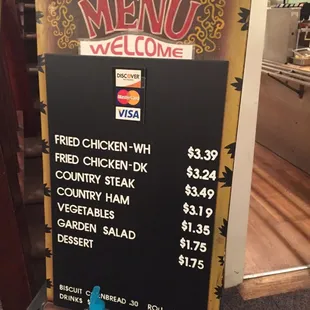 MENU
WELCOME
DISCOVER
MasterCard
VISA
FRIED CHICKEN-WH $3.39
FRIED CHICKEN-DK $3.24
COUNTRY STEAK $3.49
COUNTRY HAM $3.19
VEGETABLES $1.35
GARDEN SALAD $1.75
DESSERT $1.75
BISCUIT .30
DRINKS